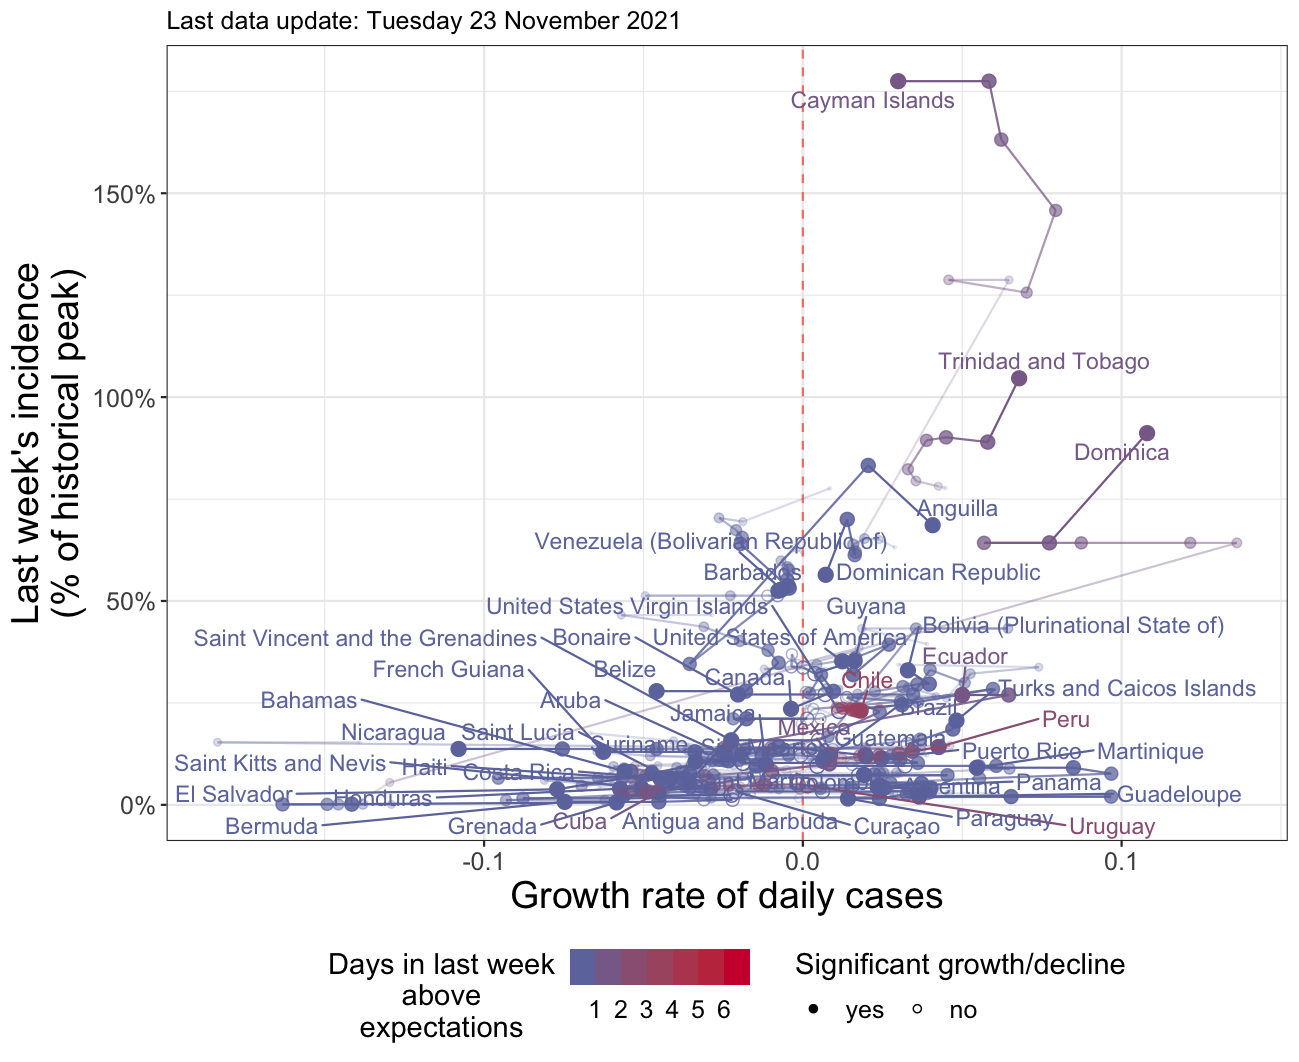 Last data update: Tuesday 23 November 2021
Last week's incidence
(% of historical peak)
150%
100%
50%
0%
Cayman Islands
Trinidad and Tobago
Dominica
Anguilla
Venezuela (Bolivarian Republic of)
Barbados
Dominican Republic
United States Virgin Islands
Guyana
Saint Vincent and the Grenadines
Bonaire
United States of America
Bolivia (Plurinational State of)
French Guiana
Belize
Canada
Chile
Ecuador
Turks and Caicos Islands
Bahamas
Aruba
Jamaica
Brazil
Peru
Nicaragua
Saint Lucia
Suriname
Mexico
Guatemala
Puerto Rico
Martinique
Saint Kitts and Nevis
Haiti
Costa Rica
Panama
El Salvador
Honduras
Guadeloupe
Bermuda
Grenada
Cuba
Antigua and Barbuda
Curaçao
Paraguay
Uruguay
-0.1
0.0
0.1
Growth rate of daily cases
Days in last week
above
expectations
1 2 3 4 5 6
Significant growth/decline
yes
no